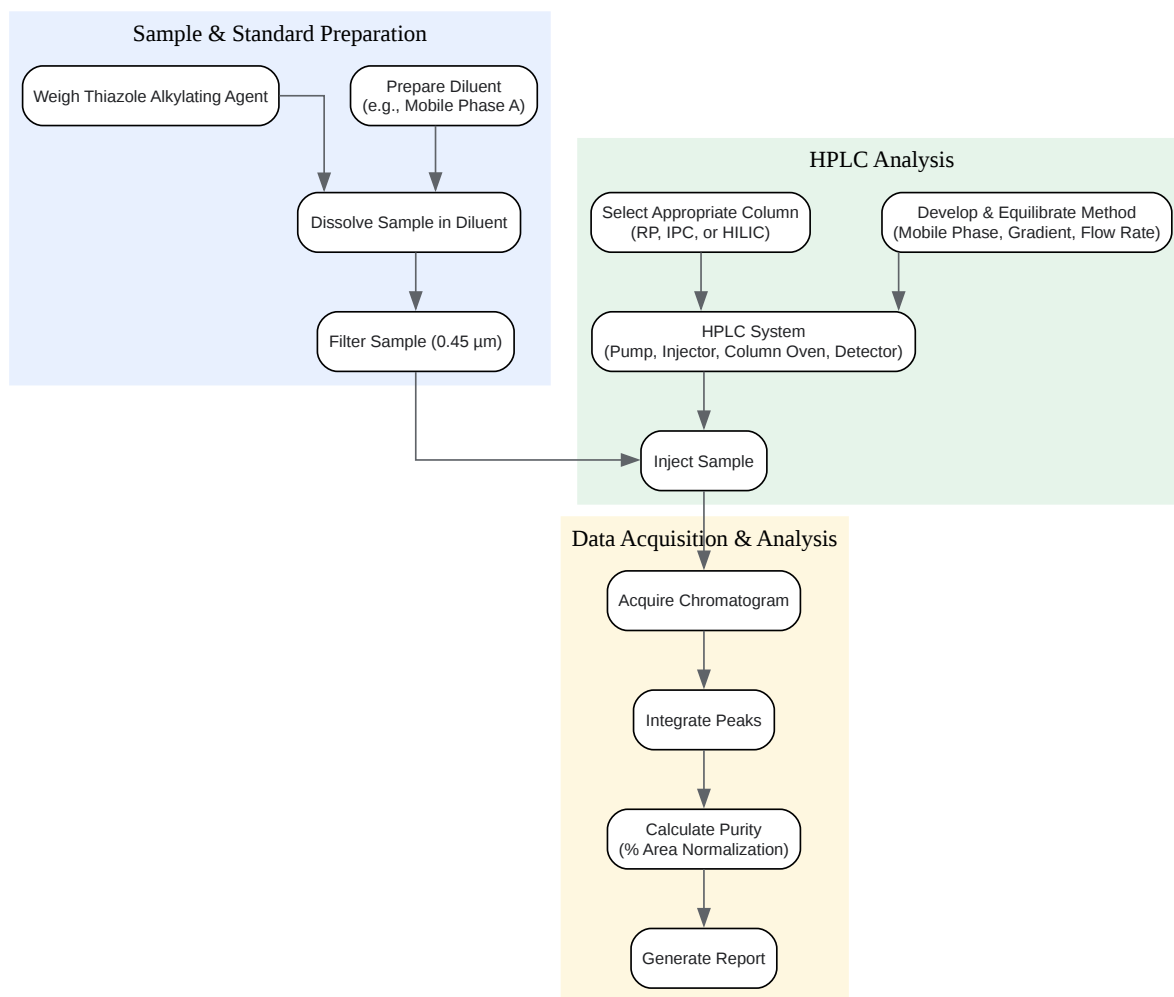 Sample & Standard Preparation
Weigh Thiazole Alkylating Agent
Prepare Diluent
(e.g., Mobile Phase A)
Dissolve Sample in Diluent
Filter Sample (0.45 µm)
HPLC Analysis
Select Appropriate Column
(RP, IPC, or HILIC)
Develop & Equilibrate Method
(Mobile Phase, Gradient, Flow Rate)
HPLC System
(Pump, Injector, Column Oven, Detector)
Inject Sample
Data Acquisition & Analysis
Acquire Chromatogram
Integrate Peaks
Calculate Purity
(% Area Normalization)
Generate Report